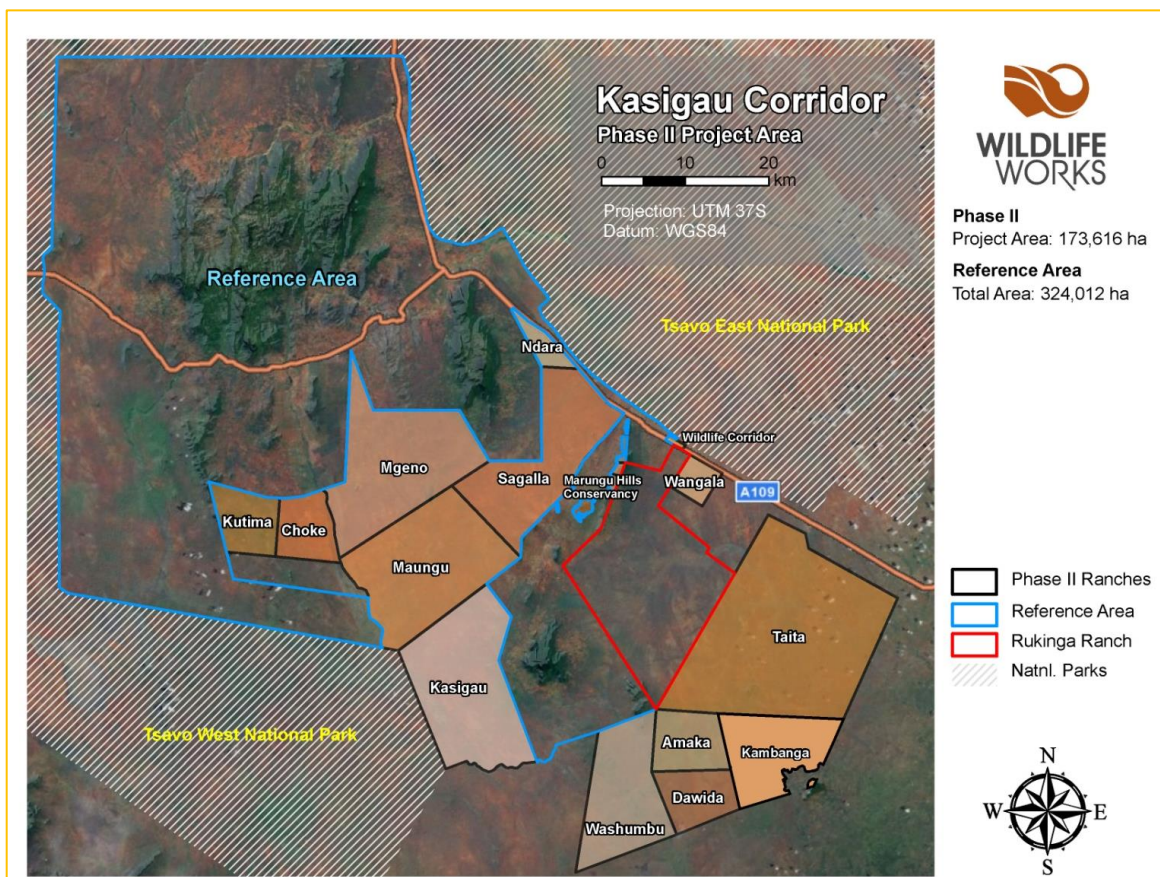 Kasigau Corridor
Phase II Project Area
0 10 20
km
Projection: UTM 37S
Datum: WGS84
WILDLIFE
WORKS
Phase II
Project Area: 173,616 ha
Reference Area
Total Area: 324,012 ha
Reference Area
Tsavo East National Park
Ndara
Wildlife Corridor
Mgeno
Sagalla
Marungu Hills
Conservancy
Wangala
A109
Kutima
Choke
Maungu
Taita
Kasigau
Tsavo West National Park
Amaka
Kambanga
Dawida
Washumbu
Phase II Ranches
Reference Area
Rukinga Ranch
Natnl. Parks
N
W
E
S